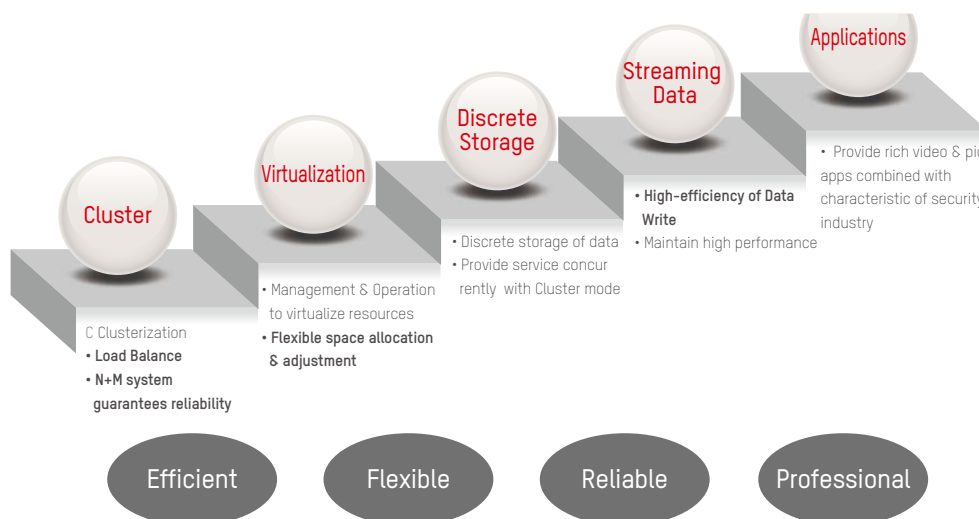 Cluster
C Clusterization
• Load Balance
• N+M system
guarantees reliability
Virtualization
• Management & Operation
to virtualize resources
• Flexible space allocation
& adjustment
Discrete
Storage
• Discrete storage of data
• Provide service concur
rently with Cluster mode
Streaming
Data
• High-efficiency of Data
Write
• Maintain high performance
Applications
• Provide rich video &
apps combined with
characteristic of security
industry
Efficient
Flexible
Reliable
Professional